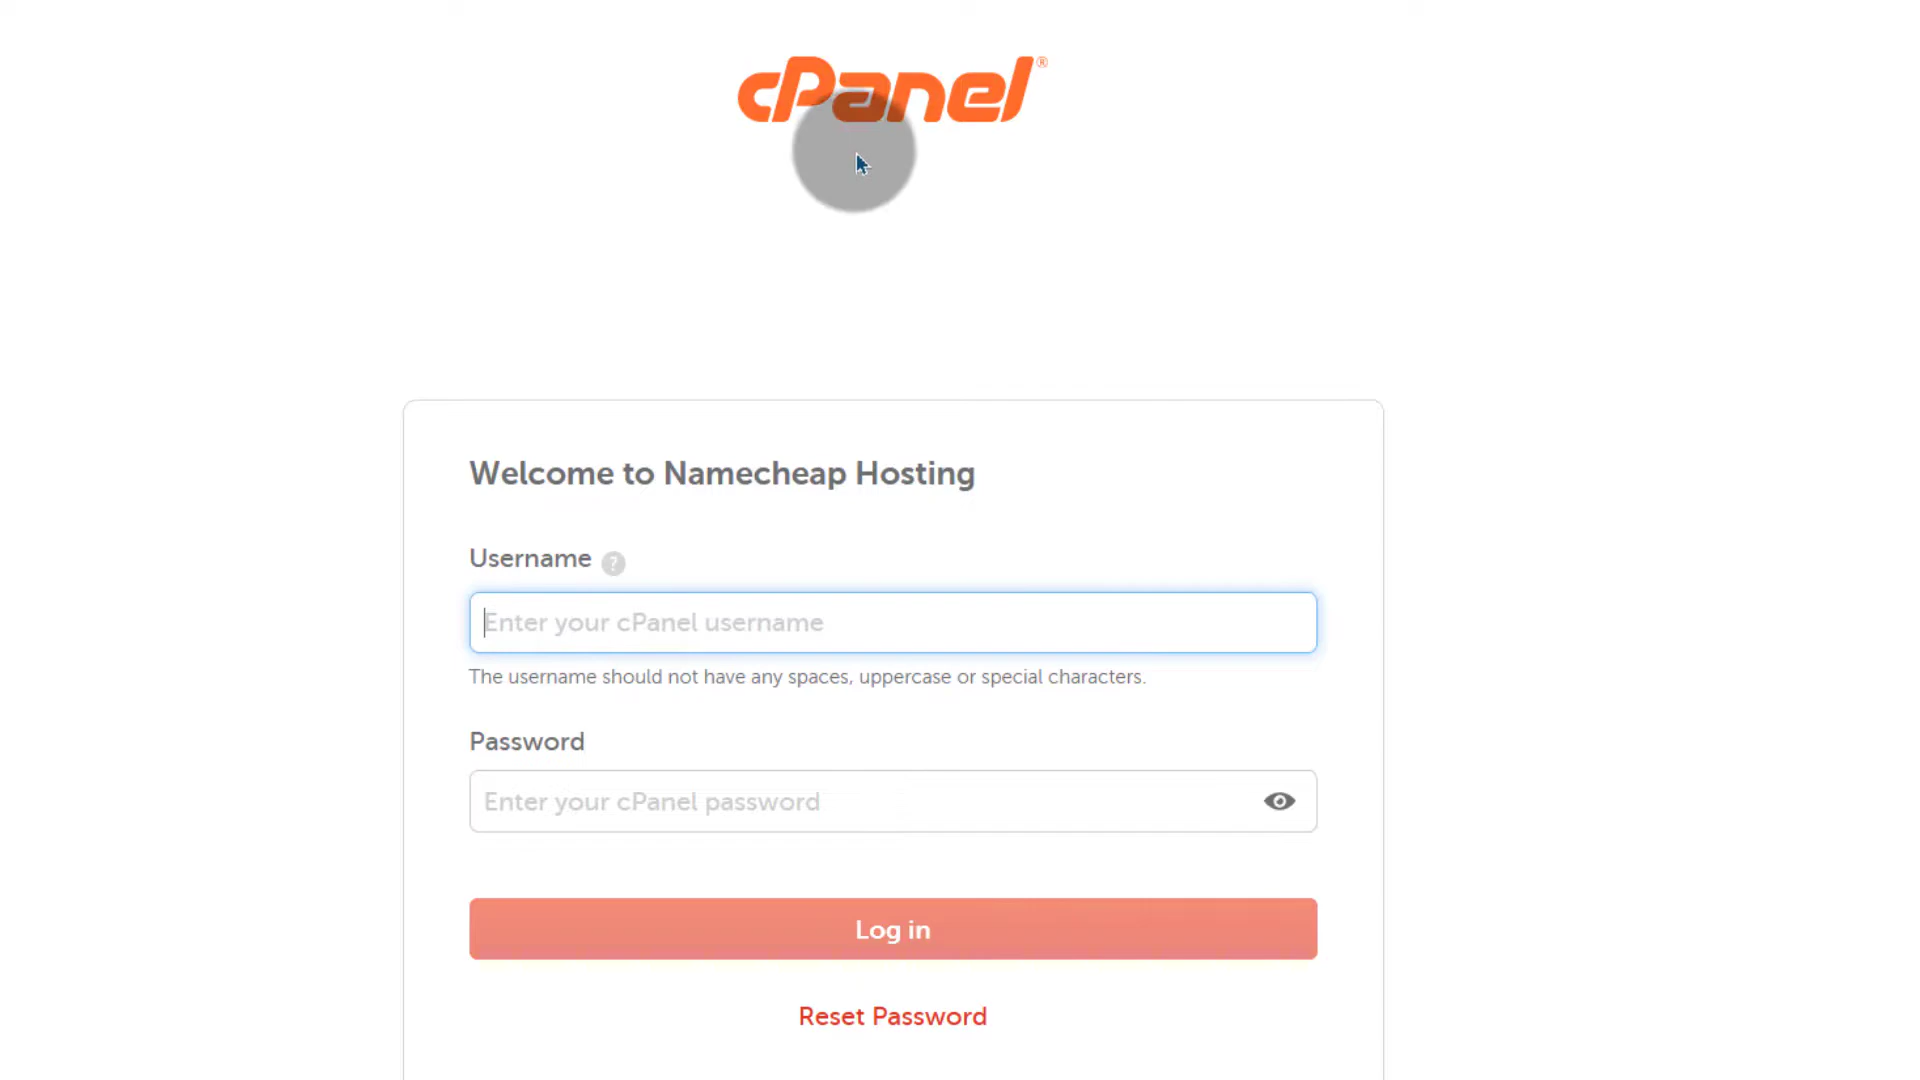 cPanel®
Welcome to Namecheap Hosting
Username ?
Enter your cPanel username
The username should not have any spaces, uppercase or special characters.
Password
Enter your cPanel password
Log in
Reset Password